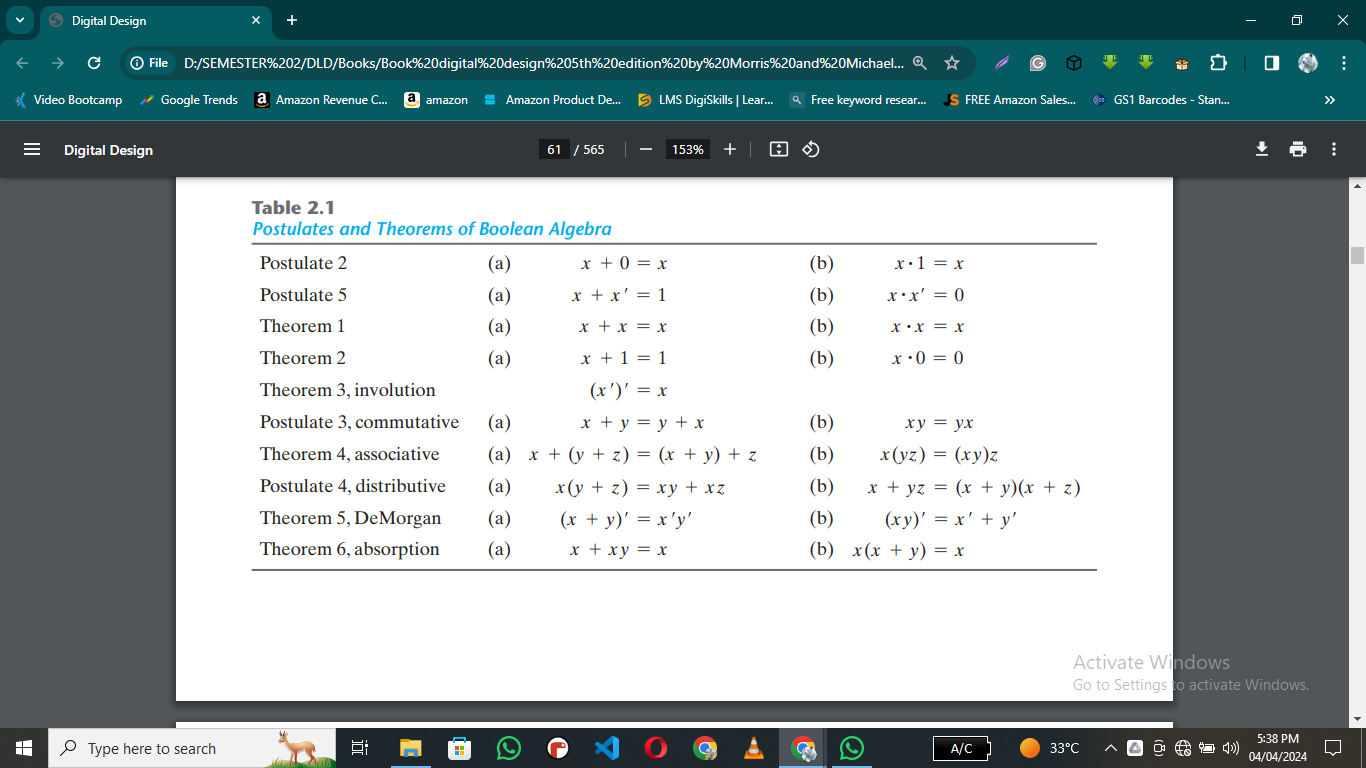 Digital Design
File D:/SEMESTER%202/DLD/Books/Book%20digital%20design%205th%20edition%20by%20Morris%20and%20Michael...
Video Bootcamp Google Trends Amazon Revenue C... amazon Amazon Product De... LMS DigiSkills | Lear... Free keyword resear... FREE Amazon Sales... GS1 Barcodes - Stan... »
Digital Design 61 / 565 153%
Table 2.1
Postulates and Theorems of Boolean Algebra
Postulate 2 (a) x + 0 = x (b) x · 1 = x
Postulate 5 (a) x + x′ = 1 (b) x · x′ = 0
Theorem 1 (a) x + x = x (b) x · x = x
Theorem 2 (a) x + 1 = 1 (b) x · 0 = 0
Theorem 3, involution (x′)′ = x
Postulate 3, commutative (a) x + y = y + x (b) xy = yx
Theorem 4, associative (a) x + (y + z) = (x + y) + z (b) x(yz) = (xy)z
Postulate 4, distributive (a) x(y + z) = xy + xz (b) x + yz = (x + y)(x + z)
Theorem 5, DeMorgan (a) (x + y)′ = x′y′ (b) (xy)′ = x′ + y′
Theorem 6, absorption (a) x + xy = x (b) x(x + y) = x
Activate Windows
Go to Settings to activate Windows.
Type here to search A/C 33°C 5:38 PM
04/04/2024